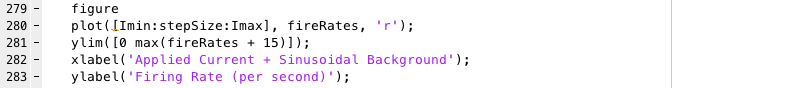 279 - figure
280 - plot([Imin:stepSize:Imax], fireRates, 'r');
281 - ylim([0 max(fireRates + 15)]);
282 - xlabel('Applied Current + Sinusoidal Background');
283 - ylabel('Firing Rate (per second)');